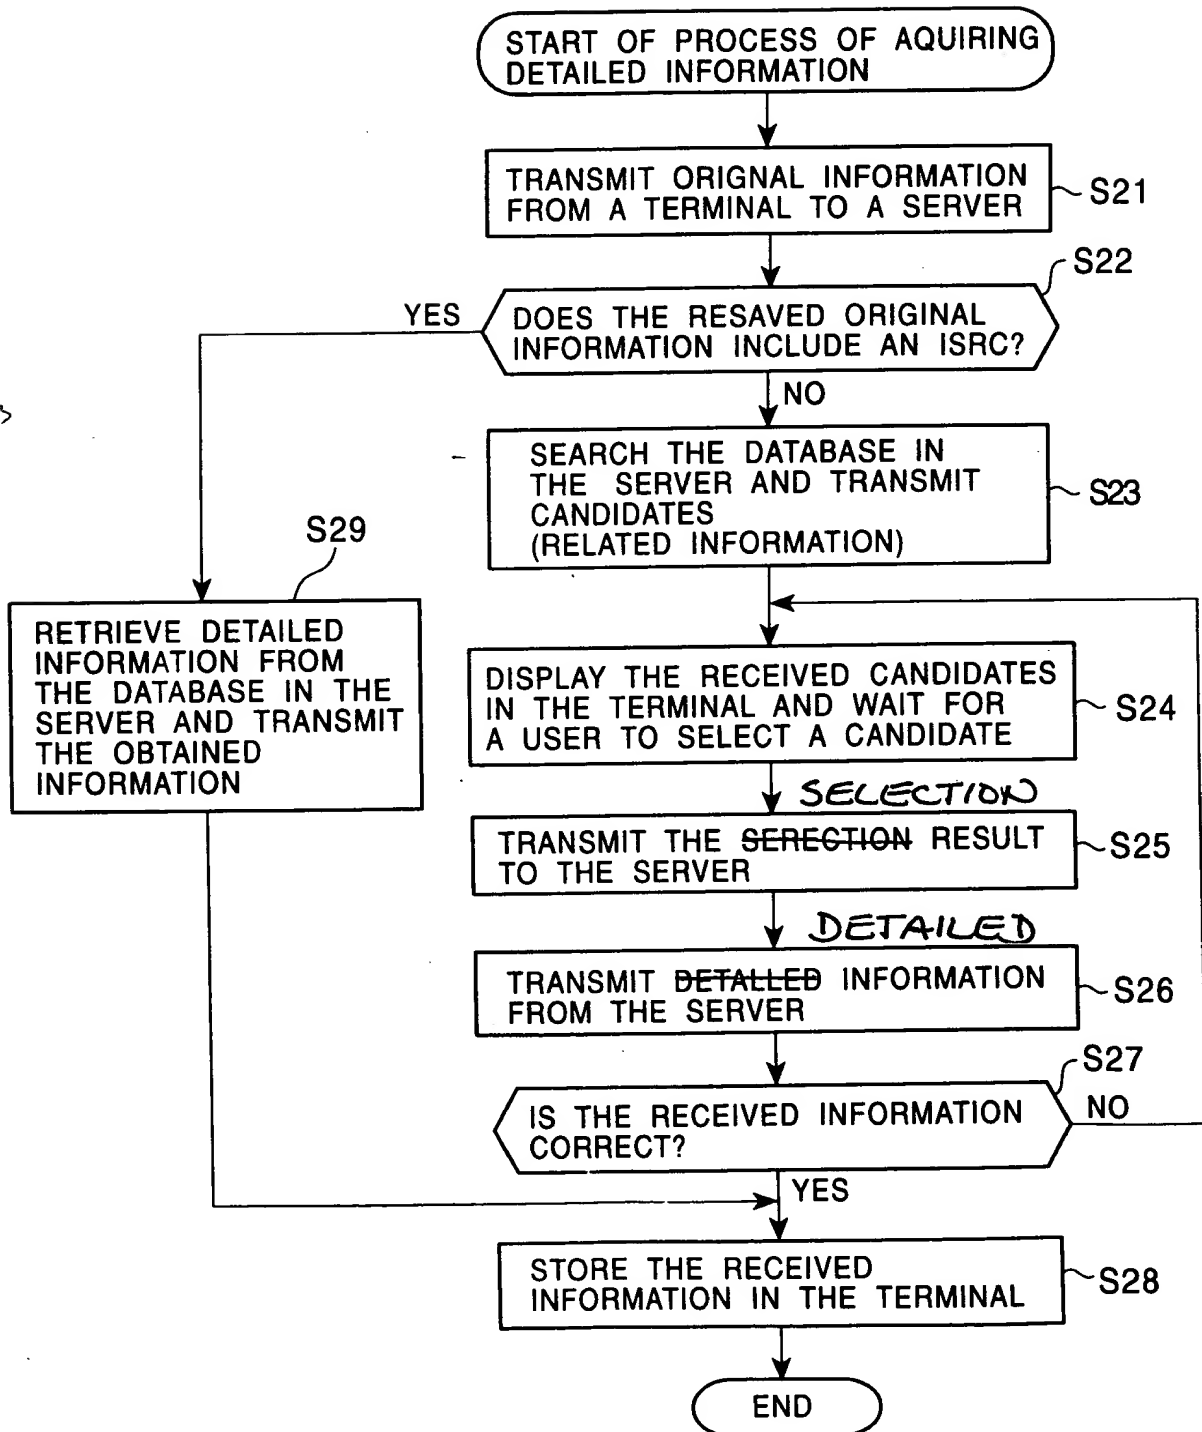 START OF PROCESS OF AQUIRING
DETAILED INFORMATION
TRANSMIT ORIGNAL INFORMATION
FROM A TERMINAL TO A SERVER
S21
S22
YES
DOES THE RESAVED ORIGINAL
INFORMATION INCLUDE AN ISRC?
NO
SEARCH THE DATABASE IN
THE SERVER AND TRANSMIT
CANDIDATES
(RELATED INFORMATION)
S23
S29
RETRIEVE DETAILED
INFORMATION FROM
THE DATABASE IN THE
SERVER AND TRANSMIT
THE OBTAINED
INFORMATION
DISPLAY THE RECEIVED CANDIDATES
IN THE TERMINAL AND WAIT FOR
A USER TO SELECT A CANDIDATE
S24
SELECTION
TRANSMIT THE SERECTION RESULT
TO THE SERVER
S25
DETAILED
TRANSMIT DETALLED INFORMATION
FROM THE SERVER
S26
S27
IS THE RECEIVED INFORMATION
CORRECT?
NO
YES
STORE THE RECEIVED
INFORMATION IN THE TERMINAL
S28
END